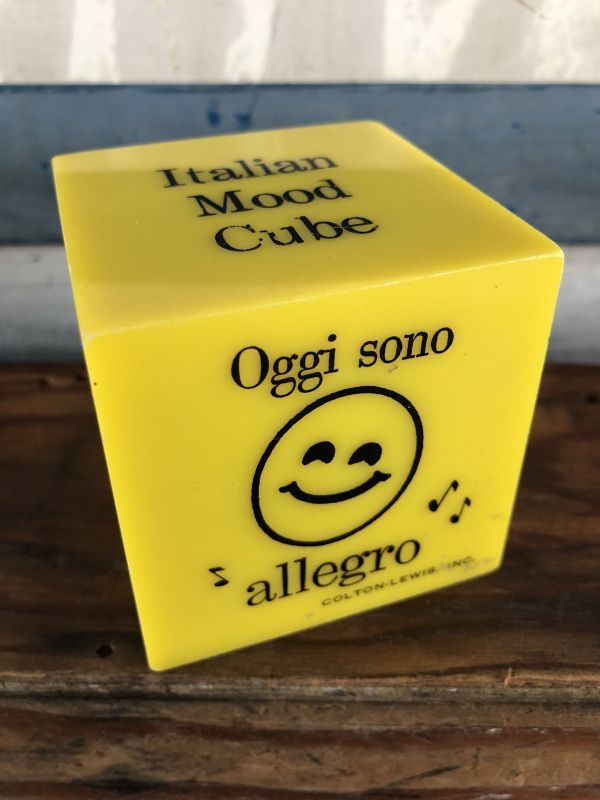 Italian
Mood
Cube
Oggi sono
allegro
COLTON-LEWIS, INC.